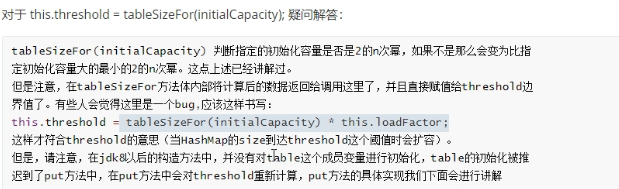 对于 this.threshold = tableSizeFor(initialCapacity); 疑问解答：
tableSizeFor(initialCapacity) 判断指定的初始化容量是否是2的n次幂，如果不是那么会变为比指
定初始化容量大的最小的2的n次幂。这点上述已经讲解过。
但是注意，在tableSizeFor方法体内部将计算后的数据返回给调用这里了，并且直接赋值给threshold边
界值了。有些人会觉得这里是一个bug,应该这样书写：
this.threshold = tableSizeFor(initialCapacity) * this.loadFactor;
这样才符合threshold的意思（当HashMap的size到达threshold这个阈值时会扩容）。
但是，请注意，在jdk8以后的构造方法中，并没有对table这个成员变量进行初始化，table的初始化被推
迟到了put方法中，在put方法中会对threshold重新计算，put方法的具体实现我们下面会进行讲解